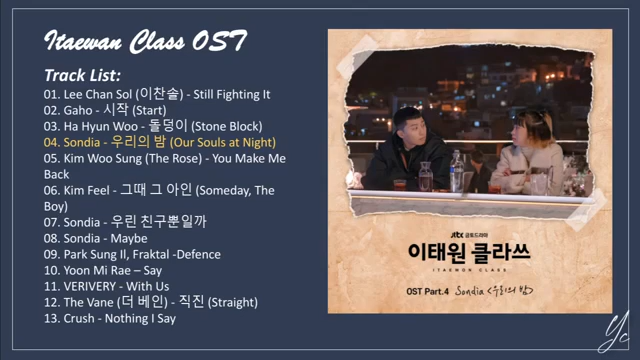 Itaewan Class OST
Track List:
01. Lee Chan Sol (이찬솔) - Still Fighting It
02. Gaho - 시작 (Start)
03. Ha Hyun Woo - 돌덩이 (Stone Block)
04. Sondia - 우리의 밤 (Our Souls at Night)
05. Kim Woo Sung (The Rose) - You Make Me
Back
06. Kim Feel - 그때 그 아인 (Someday, The
Boy)
07. Sondia - 우린 친구뿐일까
08. Sondia - Maybe
09. Park Sung Il, Fraktal -Defence
10. Yoon Mi Rae – Say
11. VERIVERY - With Us
12. The Vane (더 베인) - 직진 (Straight)
13. Crush - Nothing I Say
jtbc 금토드라마
이태원 클라쓰
ITAEWON CLASS
OST Part.4 Sondia <우리의 밤>
Yc